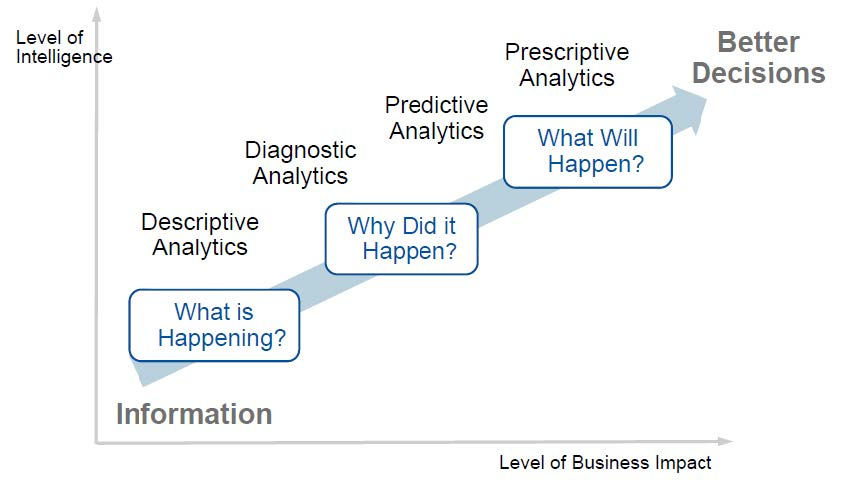 Level of
Intelligence
Better
Decisions
Prescriptive
Analytics
Predictive
Analytics
What Will
Happen?
Diagnostic
Analytics
Why Did it
Happen?
Descriptive
Analytics
What is
Happening?
Information
Level of Business Impact